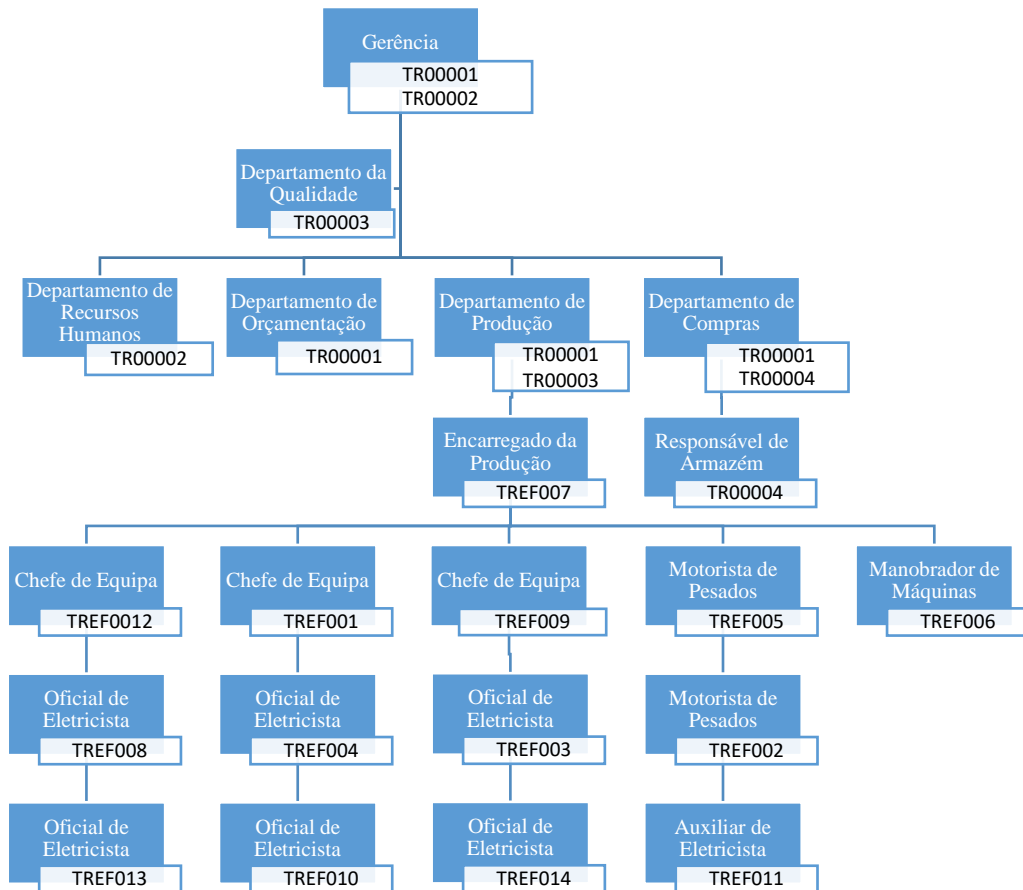 Gerência
TR00001
TR00002
Departamento da
Qualidade
TR00003
Departamento de
Recursos
Humanos
TR00002
Departamento de
Orçamentação
TR00001
Departamento de
Produção
TR00001
TR00003
Departamento de
Compras
TR00001
TR00004
Encarregado da
Produção
TREF007
Responsável de
Armazém
TR00004
Chefe de Equipa
TREF0012
Chefe de Equipa
TREF001
Chefe de Equipa
TREF009
Motorista de
Pesados
TREF005
Manobrador de
Máquinas
TREF006
Oficial de
Eletricista
TREF008
Oficial de
Eletricista
TREF004
Oficial de
Eletricista
TREF003
Motorista de
Pesados
TREF002
Oficial de
Eletricista
TREF013
Oficial de
Eletricista
TREF010
Oficial de
Eletricista
TREF014
Auxiliar de
Eletricista
TREF011